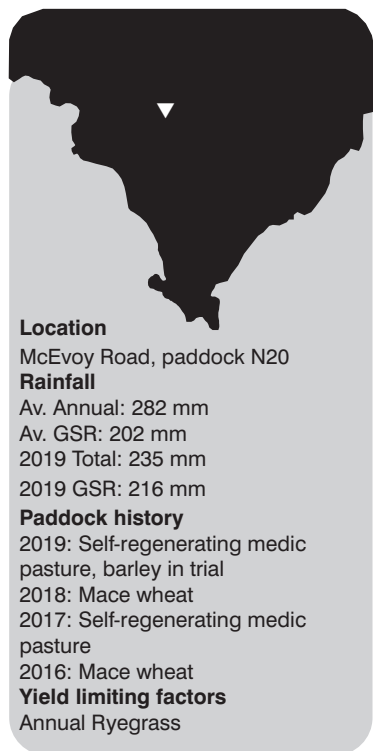 Location
McEvoy Road, paddock N20
Rainfall
Av. Annual: 282 mm
Av. GSR: 202 mm
2019 Total: 235 mm
2019 GSR: 216 mm
Paddock history
2019: Self-regenerating medic
pasture, barley in trial
2018: Mace wheat
2017: Self-regenerating medic
pasture
2016: Mace wheat
Yield limiting factors
Annual Ryegrass